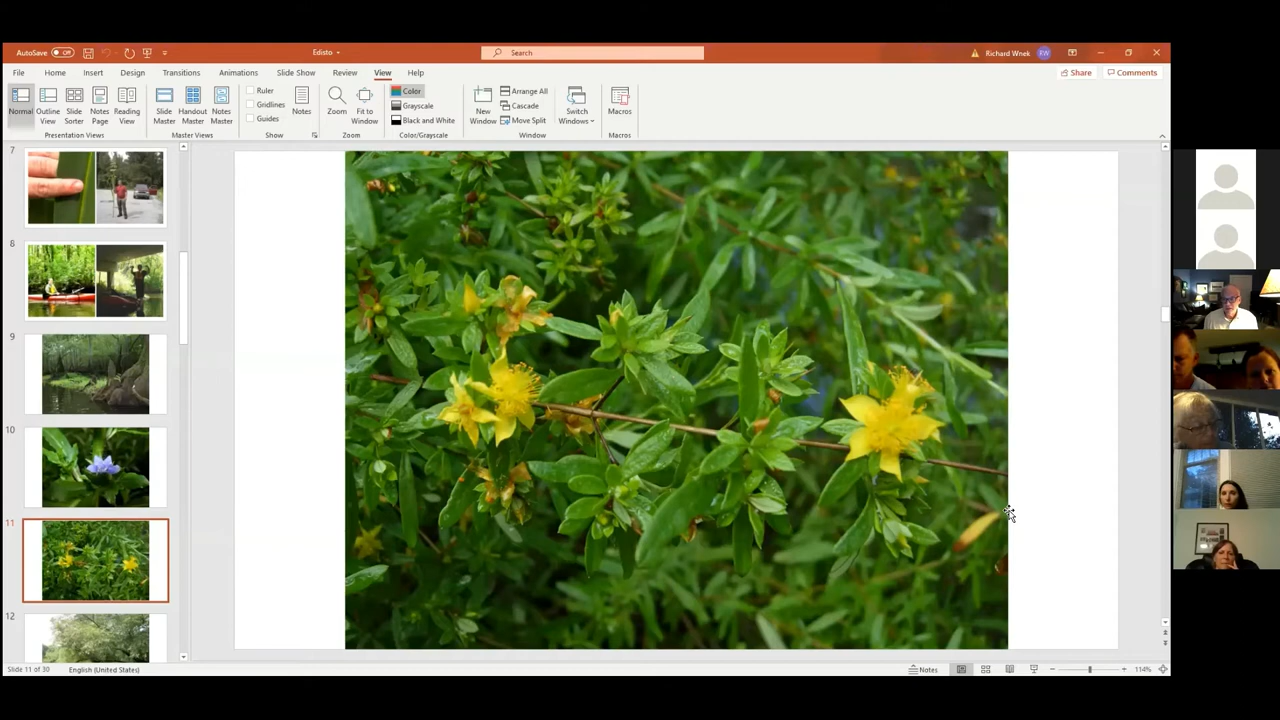 AutoSave Off Edisto Search Richard Wnek RW
File Home Insert Design Transitions Animations Slide Show Review View Help Share Comments
Normal Outline View Slide Sorter Notes Page Reading View
Presentation Views
Slide Master Handout Master Notes Master
Master Views
Ruler
Gridlines
Guides
Notes
Show
Zoom Fit to Window
Zoom
Color
Grayscale
Black and White
Color/Grayscale
New Window
Arrange All
Cascade
Move Split
Switch Windows
Window
Macros
Macros
7
8
9
10
11
12
Slide 11 of 30 English (United States) Notes 114%